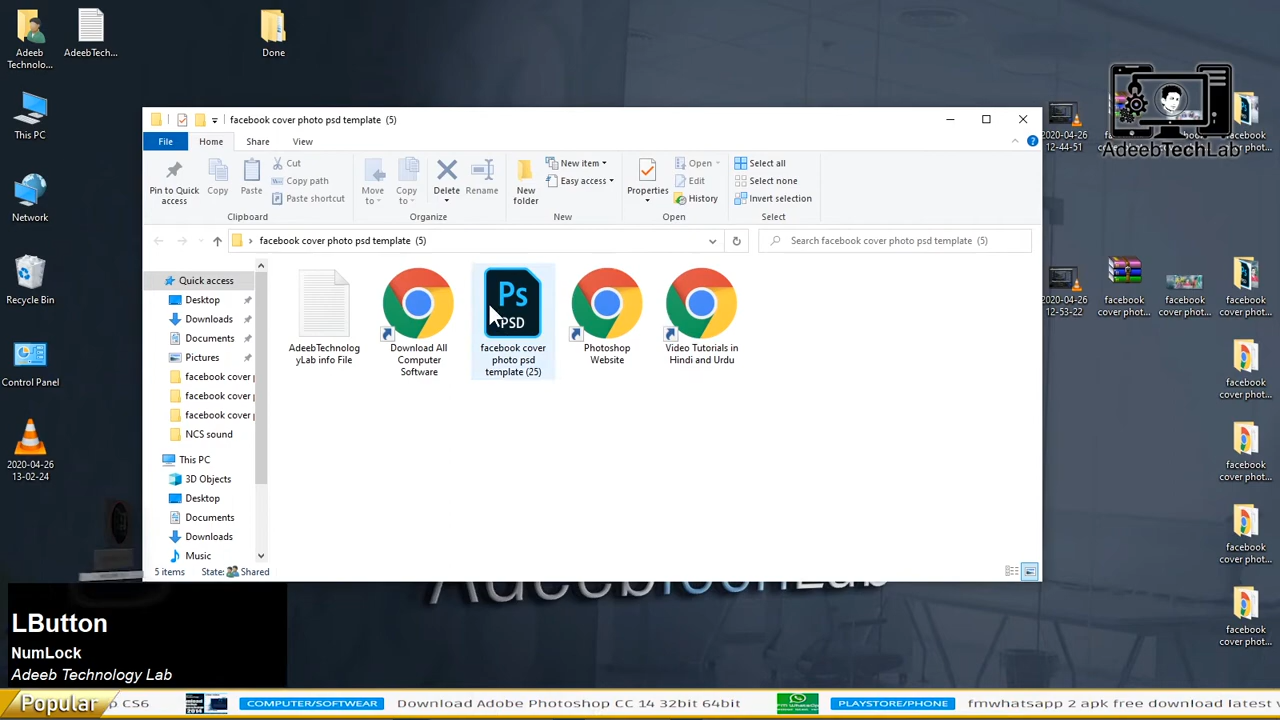 Adeeb
Technolo...
AdeebTech...
Done
This PC
Network
Recycle Bin
Control Panel
2020-04-26
13-02-24
facebook cover photo psd template (5)
File
Home
Share
View
Pin to Quick
access
Copy
Paste
Cut
Copy path
Paste shortcut
Clipboard
Move
to
Copy
to
Delete
Rename
Organize
New
folder
New item
Easy access
New
Properties
Open
Edit
History
Open
Select all
Select none
Invert selection
Select
facebook cover photo psd template (5)
Search facebook cover photo psd template (5)
Quick access
Desktop
Downloads
Documents
Pictures
facebook cover p
facebook cover p
facebook cover p
NCS sound
This PC
3D Objects
Desktop
Documents
Downloads
Music
AdeebTechnolog
yLab info File
Download All
Computer
Software
Ps
PSD
facebook cover
photo psd
template (25)
Photoshop
Website
Video Tutorials in
Hindi and Urdu
5 items
State:
Shared
AdeebTechLab
2020-04-26
12-44-51
2020-04-26
12-53-22
facebook
cover phot...
facebook
cover phot...
facebook
cover phot...
facebook
cover phot...
facebook
cover phot...
facebook
cover phot...
facebook
cover phot...
LButton
NumLock
Adeeb Technology Lab
AdeebTechLab
Popular
p CS6
COMPUTER/SOFTWEAR
Download Adobe Photoshop CC 14 32bit 64bit
PLAYSTORE/PHONE
fmwhatsapp 2 apk free download latest